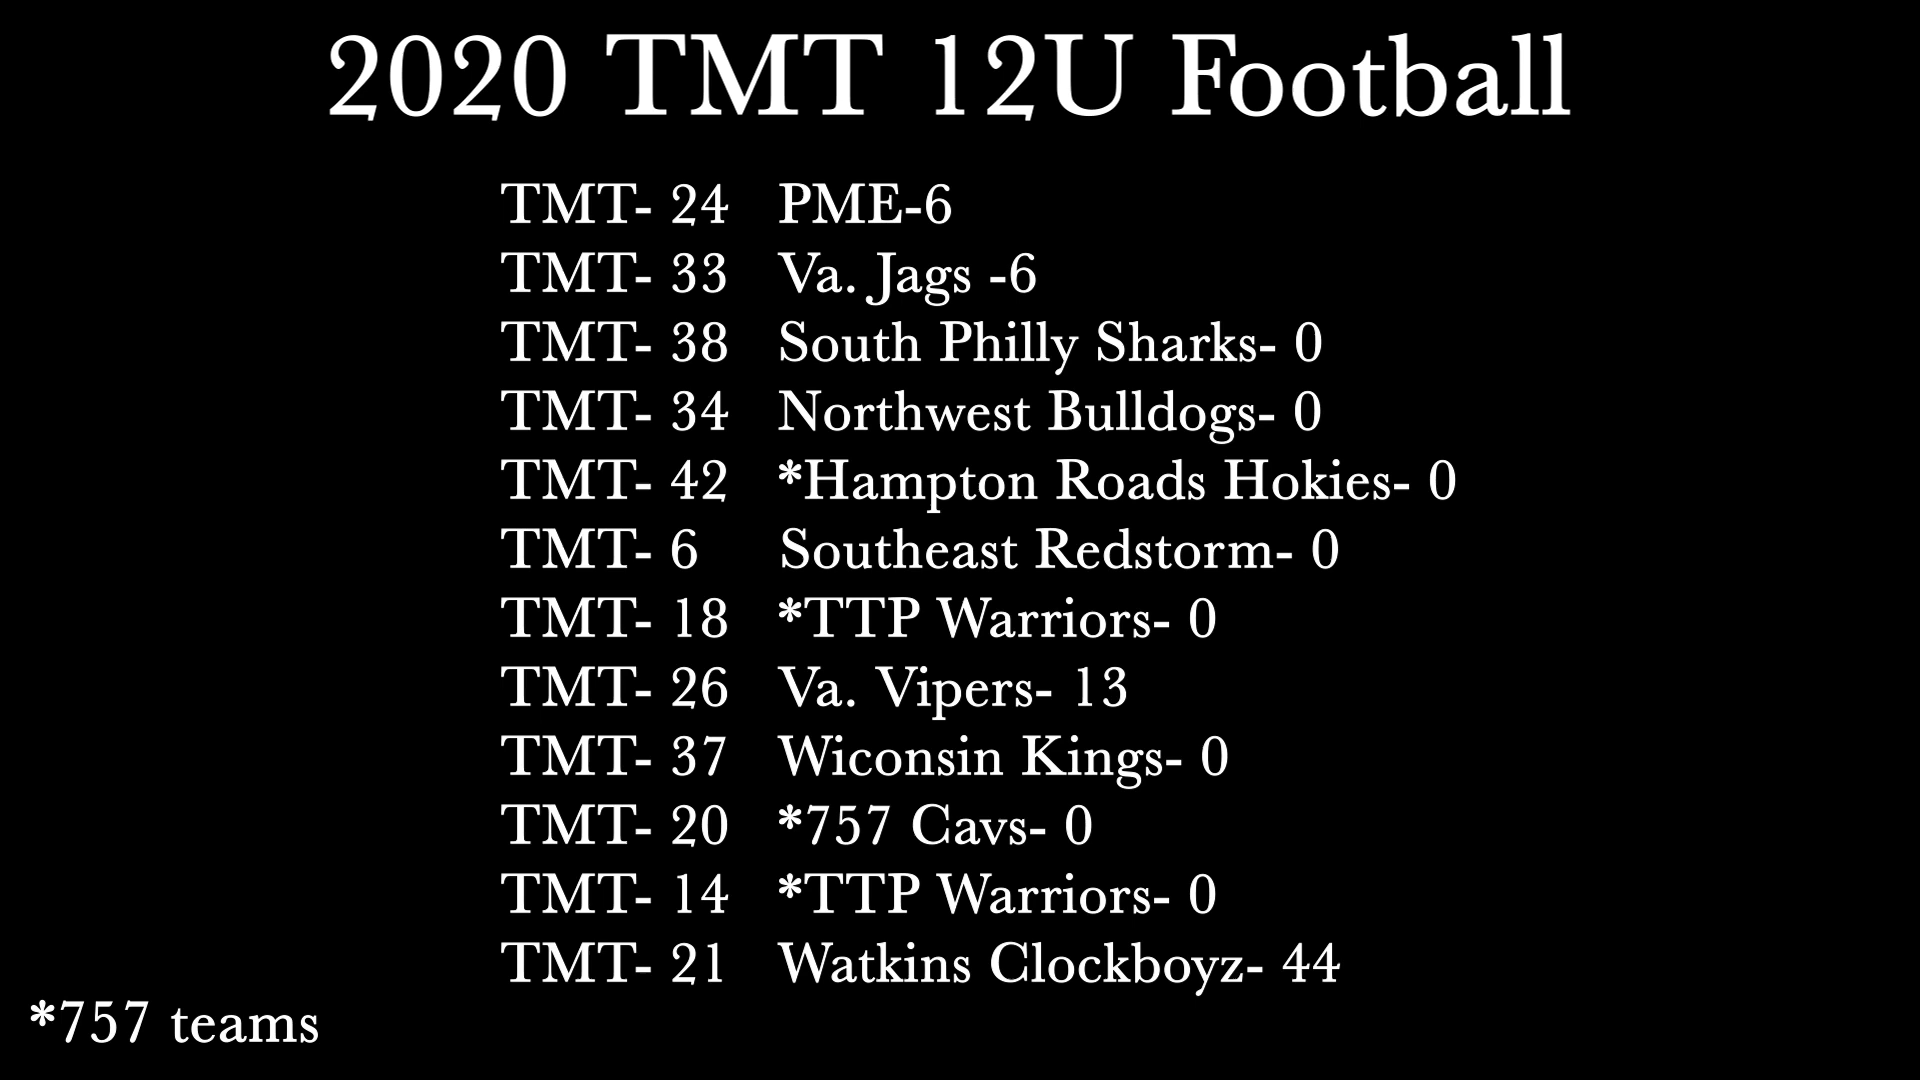 2020 TMT 12U Football
TMT- 24 PME-6
TMT- 33 Va. Jags -6
TMT- 38 South Philly Sharks- 0
TMT- 34 Northwest Bulldogs- 0
TMT- 42 *Hampton Roads Hokies- 0
TMT- 6 Southeast Redstorm- 0
TMT- 18 *TTP Warriors- 0
TMT- 26 Va. Vipers- 13
TMT- 37 Wiconsin Kings- 0
TMT- 20 *757 Cavs- 0
TMT- 14 *TTP Warriors- 0
TMT- 21 Watkins Clockboyz- 44
*757 teams